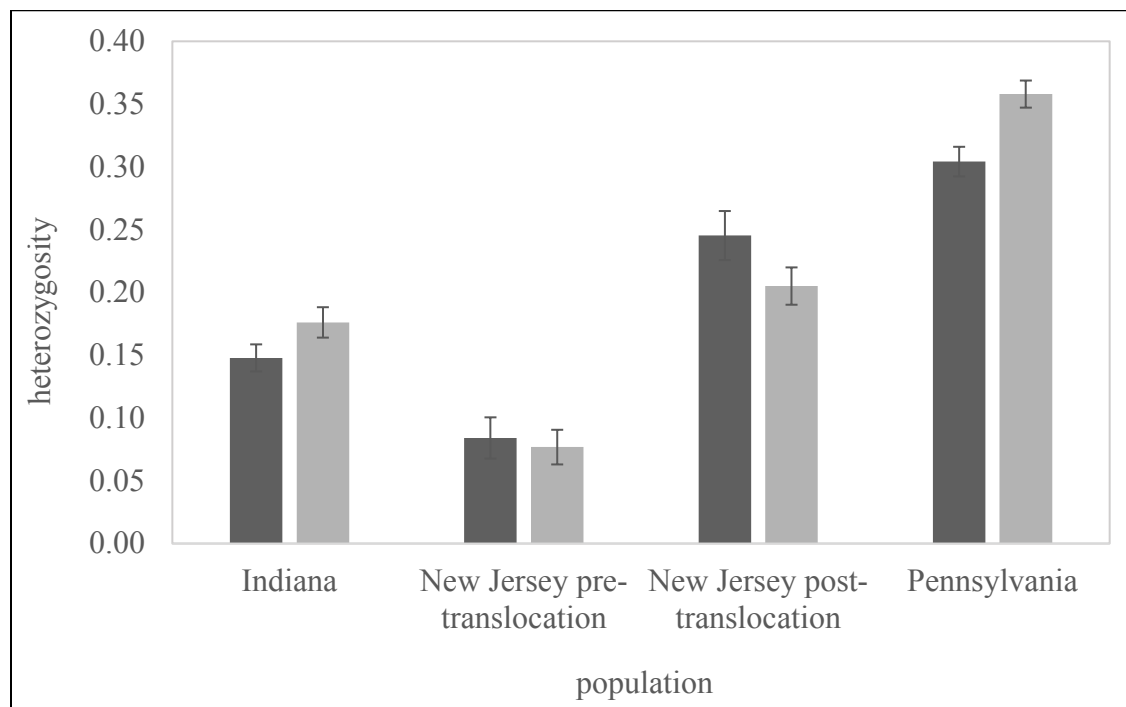 0.40
0.35
0.30
0.25
0.20
0.15
0.10
0.05
0.00
heterozygosity
Indiana
New Jersey pre-
translocation
New Jersey post-
translocation
Pennsylvania
population